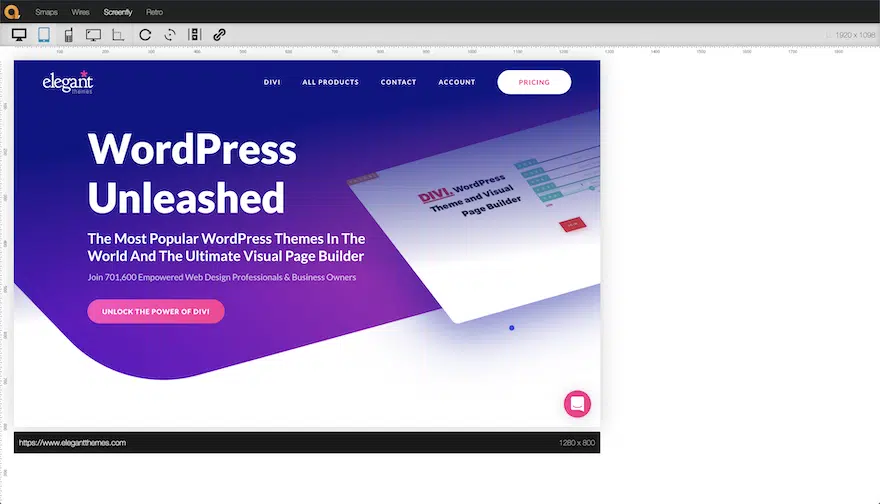 Smaps Wires Screenfly Retro
1920 x 1098
elegant
themes
DIVI ALL PRODUCTS CONTACT ACCOUNT PRICING
WordPress
Unleashed
The Most Popular WordPress Themes In The
World And The Ultimate Visual Page Builder
Join 701,600 Empowered Web Design Professionals & Business Owners
UNLOCK THE POWER OF DIVI
DIVI. WordPress
Theme and Visual
Page Builder
https://www.elegantthemes.com 1280 x 800